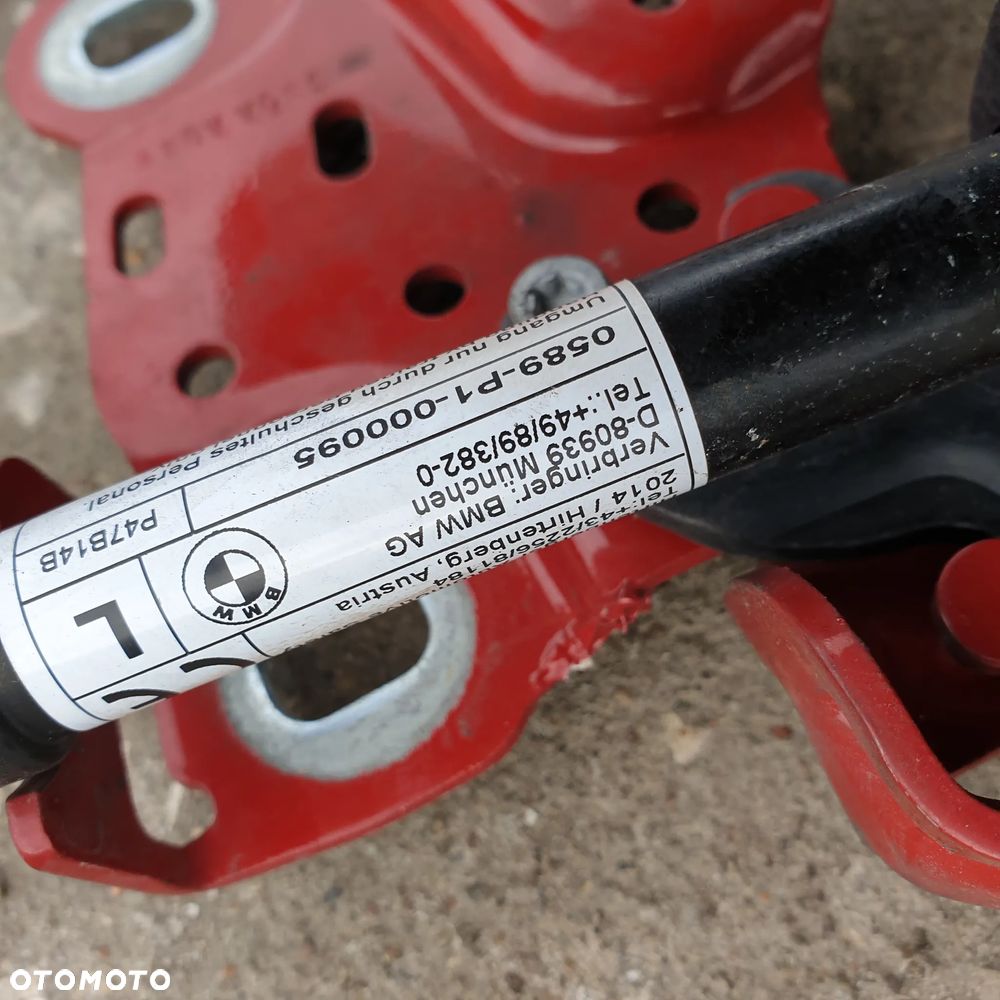 2014 / Hirtenberg, Austria
Verbringer: BMW AG
D-80939 München
Tel.:+49/89/382-0
BMW
L
0589-P1-000095
P47B14B
Umgang nur durch geschultes Personal.
OTOMOTO